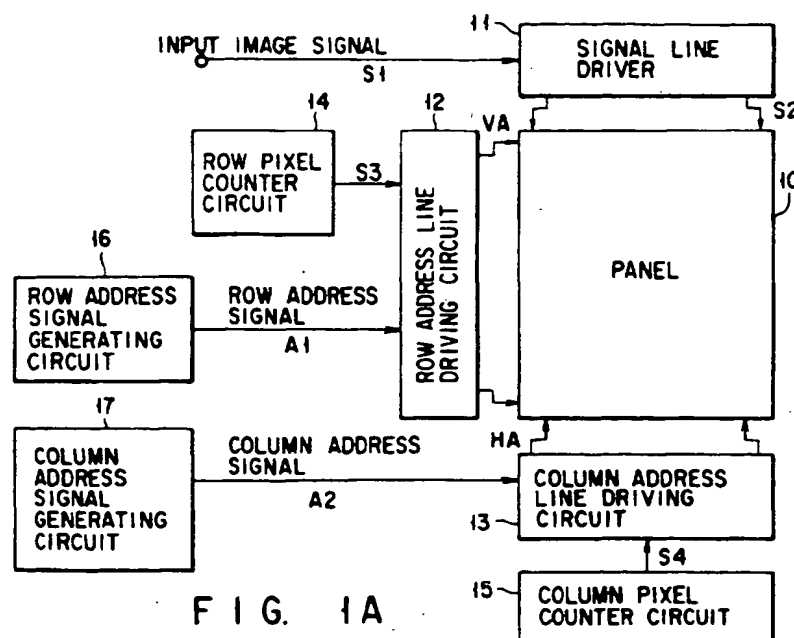 11
INPUT IMAGE SIGNAL
S1
SIGNAL LINE
DRIVER
S2
14
12
VA
ROW PIXEL
COUNTER
CIRCUIT
S3
ROW ADDRESS LINE
DRIVING CIRCUIT
10
PANEL
16
ROW ADDRESS
SIGNAL
GENERATING
CIRCUIT
ROW ADDRESS
SIGNAL
A1
17
COLUMN
ADDRESS
SIGNAL
GENERATING
CIRCUIT
COLUMN ADDRESS
SIGNAL
A2
HA
COLUMN ADDRESS
LINE DRIVING
CIRCUIT
13
S4
15
COLUMN PIXEL
COUNTER CIRCUIT
FIG. 1A